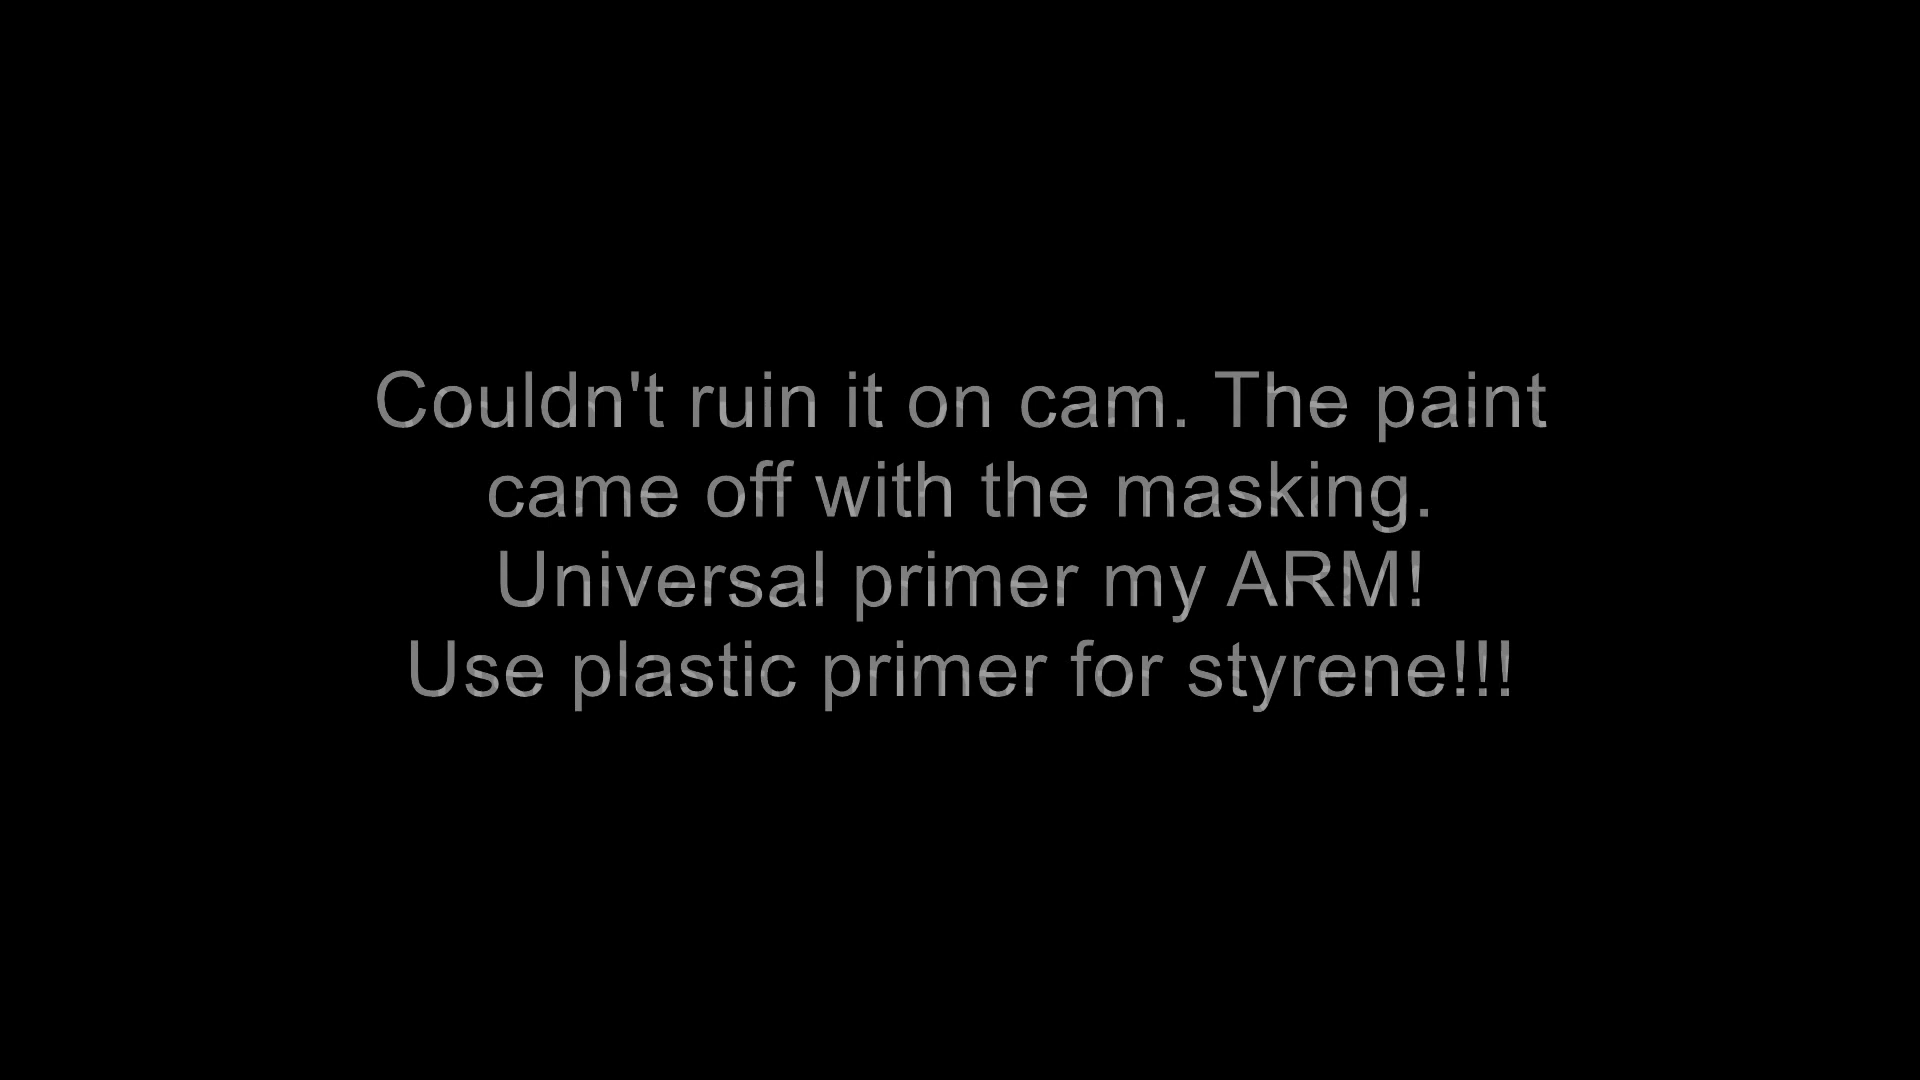 Couldn't ruin it on cam. The paint
came off with the masking.
Universal primer my ARM!
Use plastic primer for styrene!!!